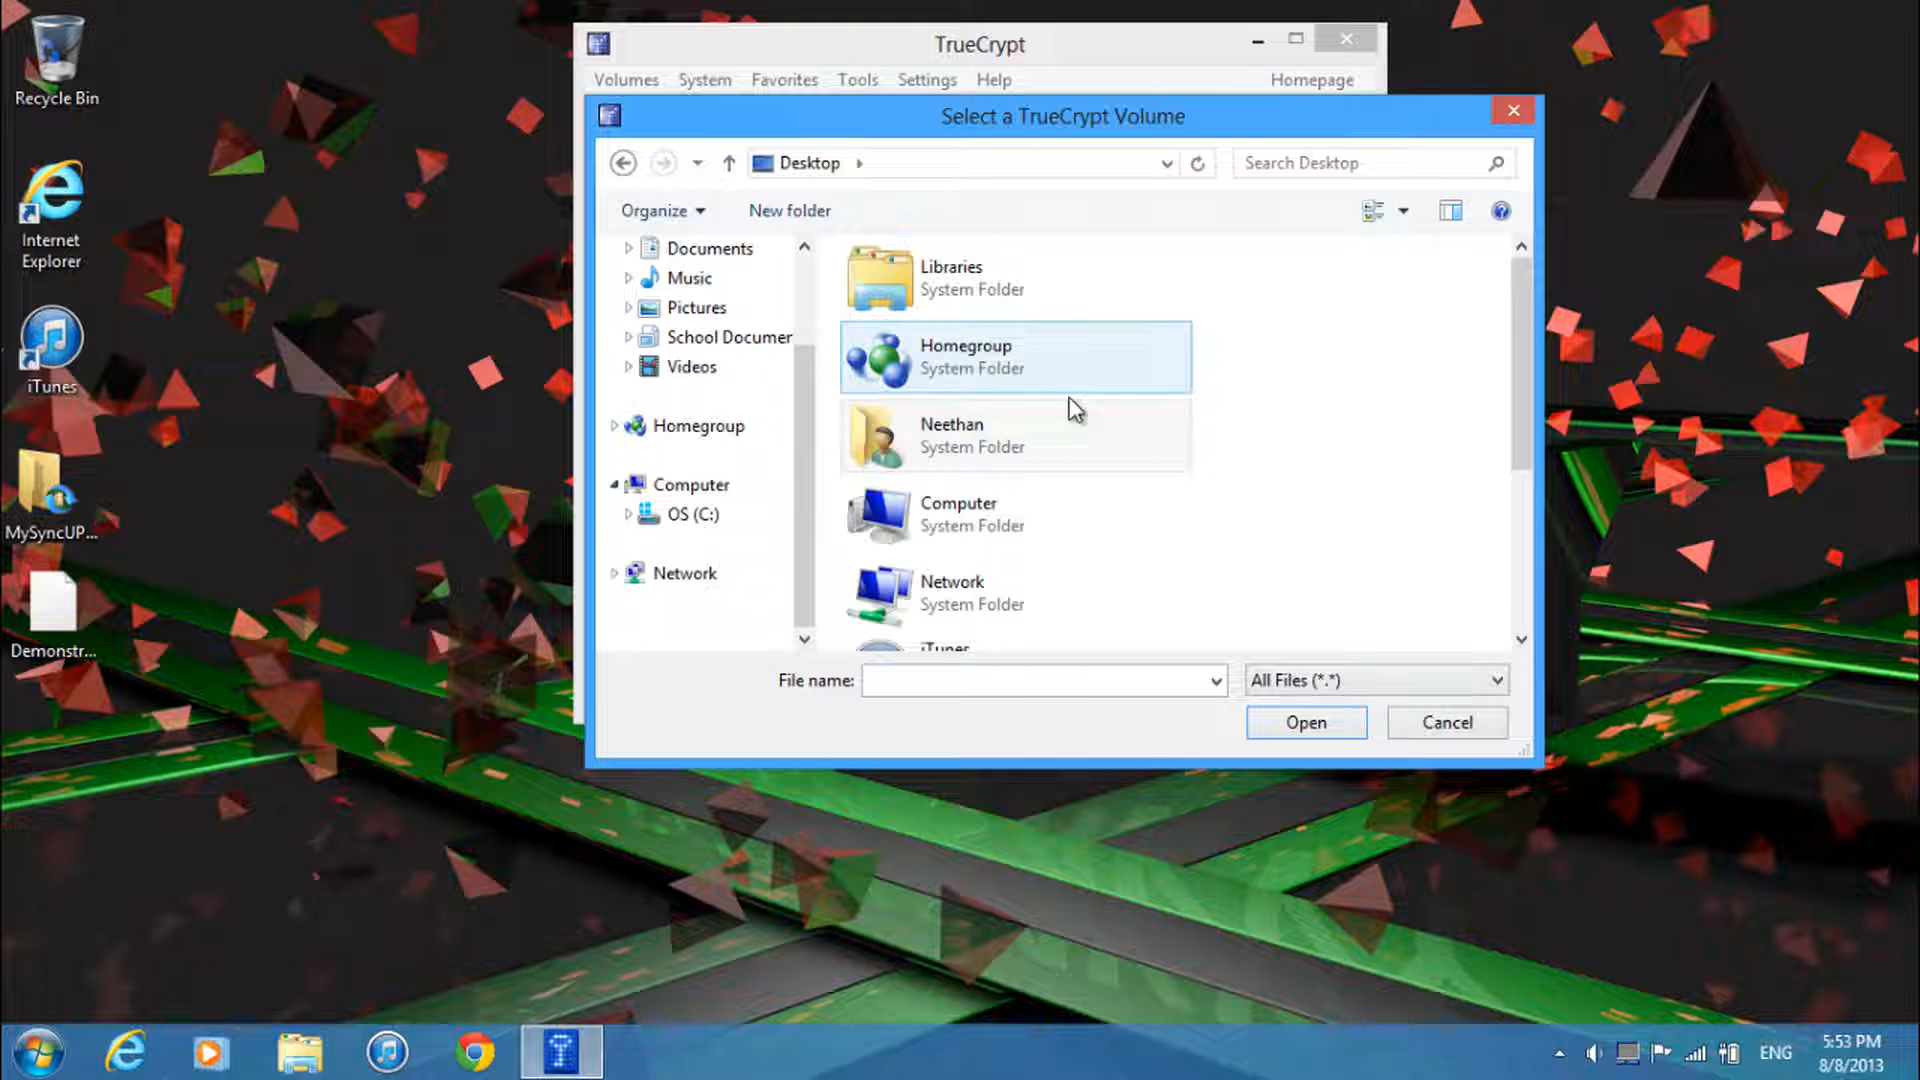 Recycle Bin
Internet
Explorer
iTunes
MySyncUP...
Demonstr...
TrueCrypt
Volumes System Favorites Tools Settings Help Homepage
Select a TrueCrypt Volume
Desktop
Search Desktop
Organize New folder
Documents
Music
Pictures
School Documen
Videos
Homegroup
Computer
OS (C:)
Network
Libraries
System Folder
Homegroup
System Folder
Neethan
System Folder
Computer
System Folder
Network
System Folder
iTunes
File name: All Files (*.*)
Open Cancel
ENG
5:53 PM
8/8/2013